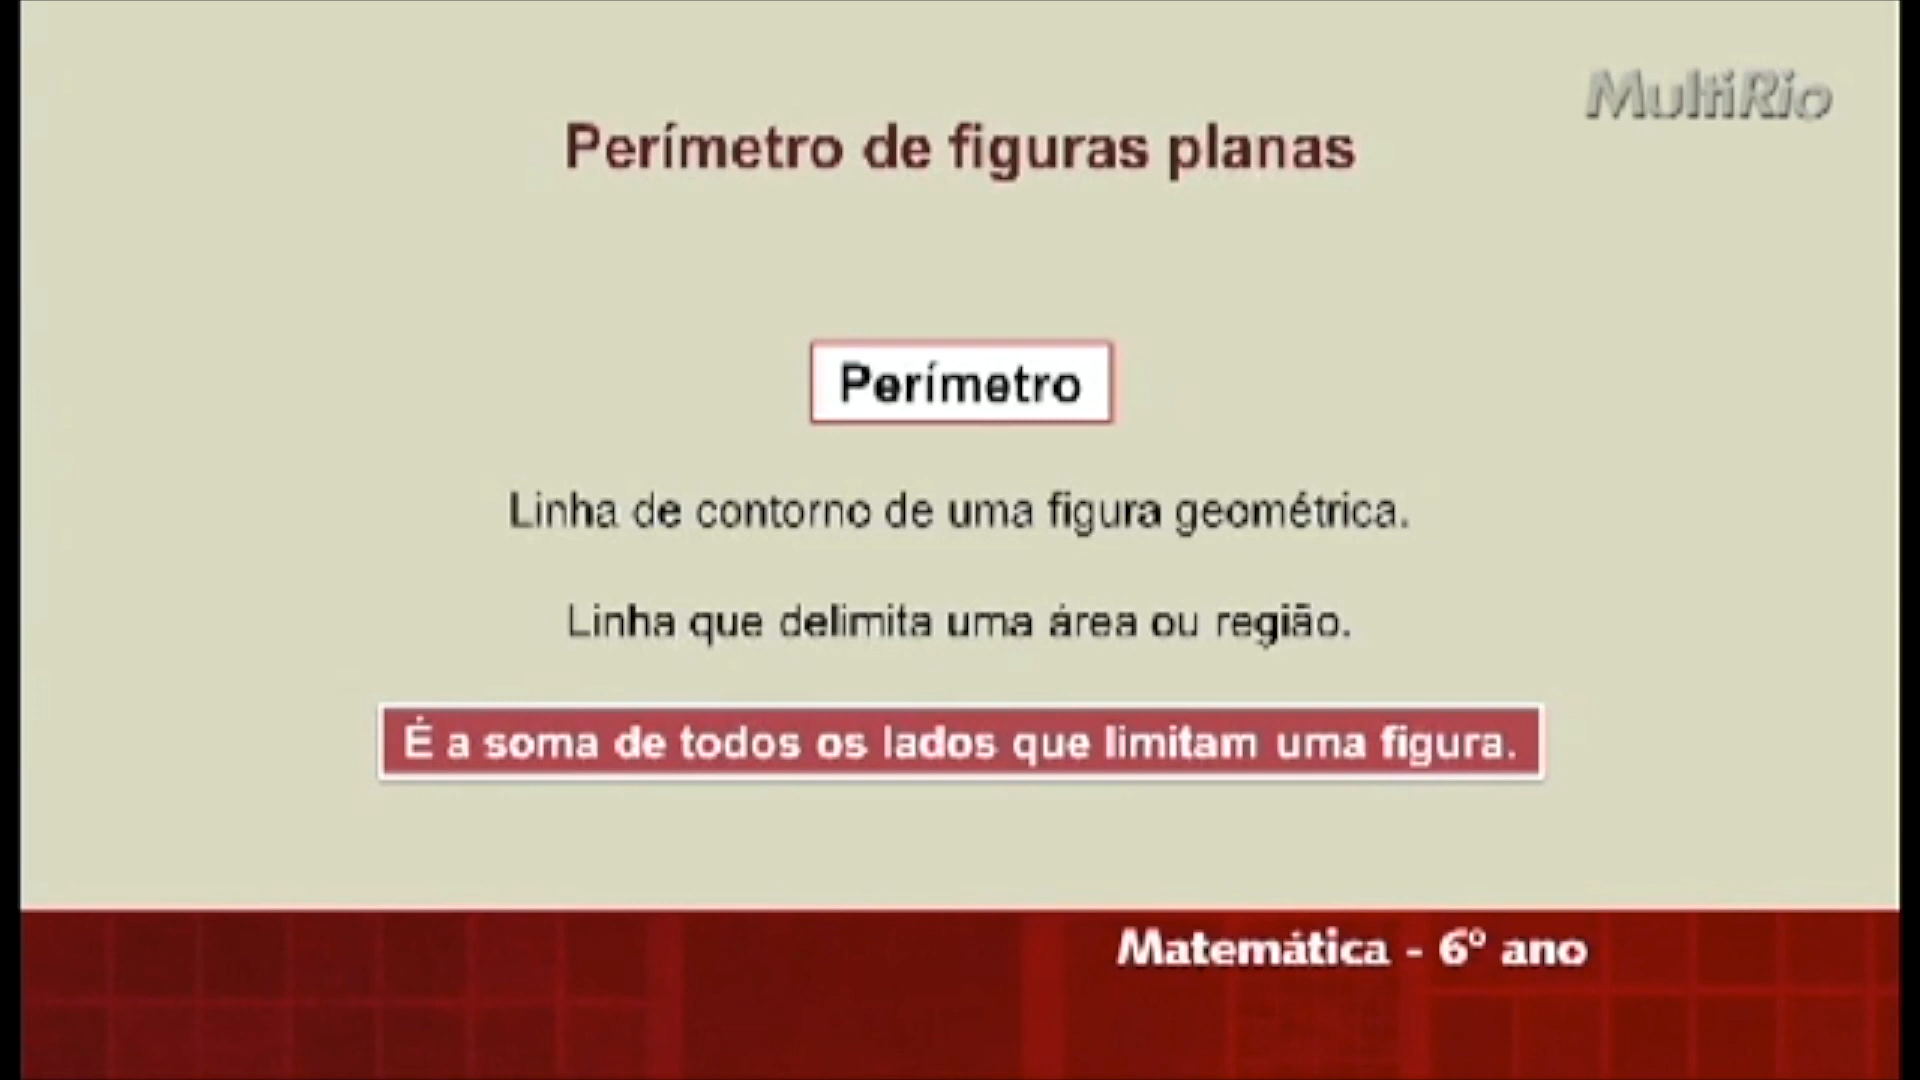 MultiRio
Perímetro de figuras planas
Perímetro
Linha de contorno de uma figura geométrica.
Linha que delimita uma área ou região.
É a soma de todos os lados que limitam uma figura.
Matemática - 6º ano